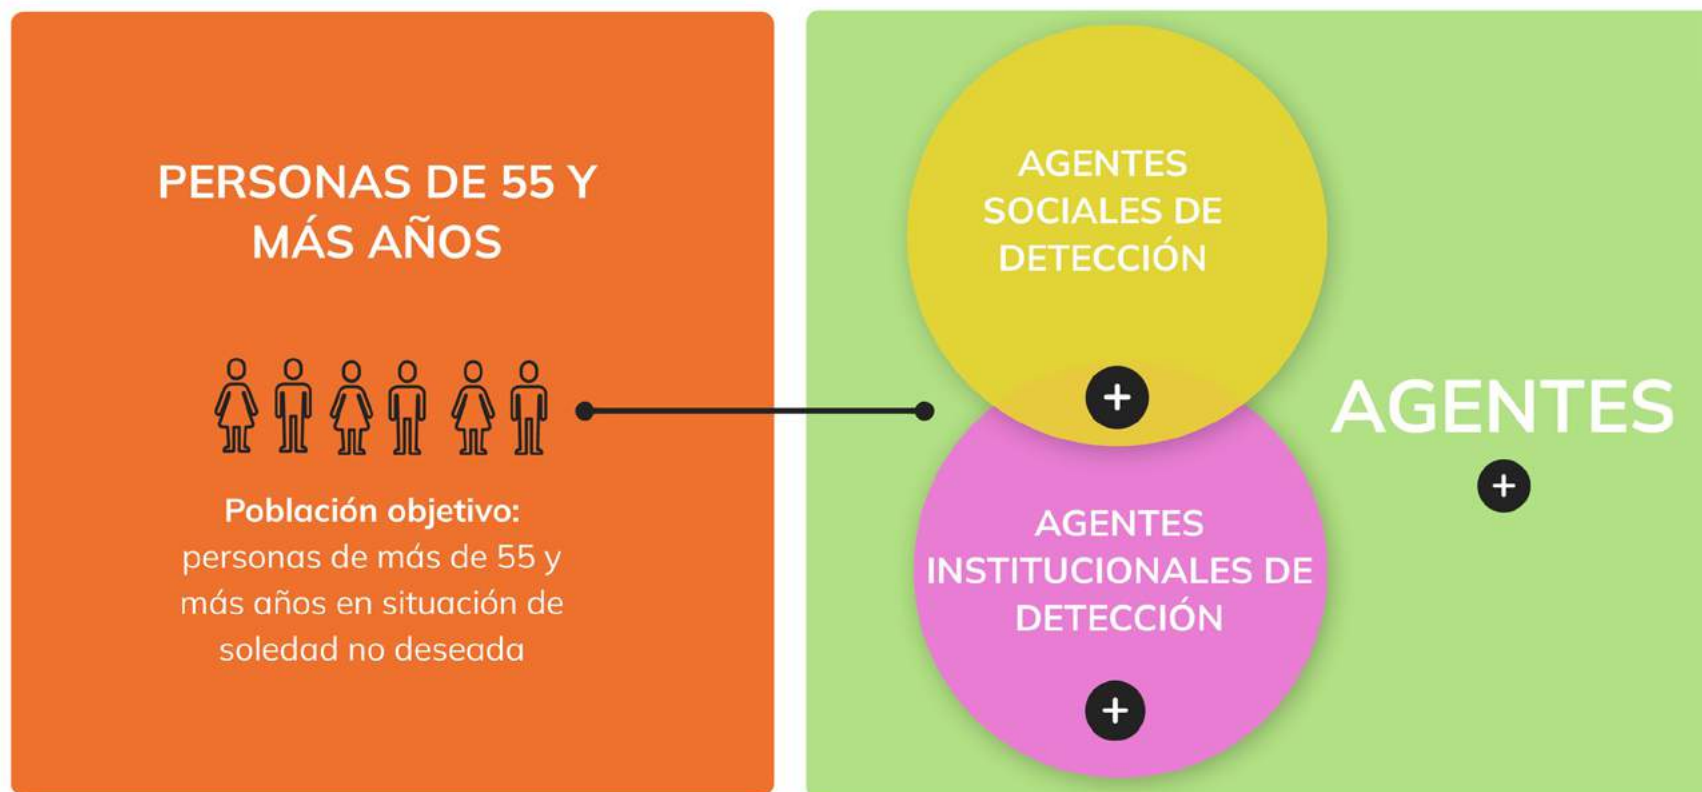 PERSONAS DE 55 Y
MÁS AÑOS
Población objetivo:
personas de más de 55 y
más años en situación de
soledad no deseada
AGENTES
SOCIALES DE
DETECCIÓN
+
AGENTES
INSTITUCIONALES DE
DETECCIÓN
+
AGENTES
+